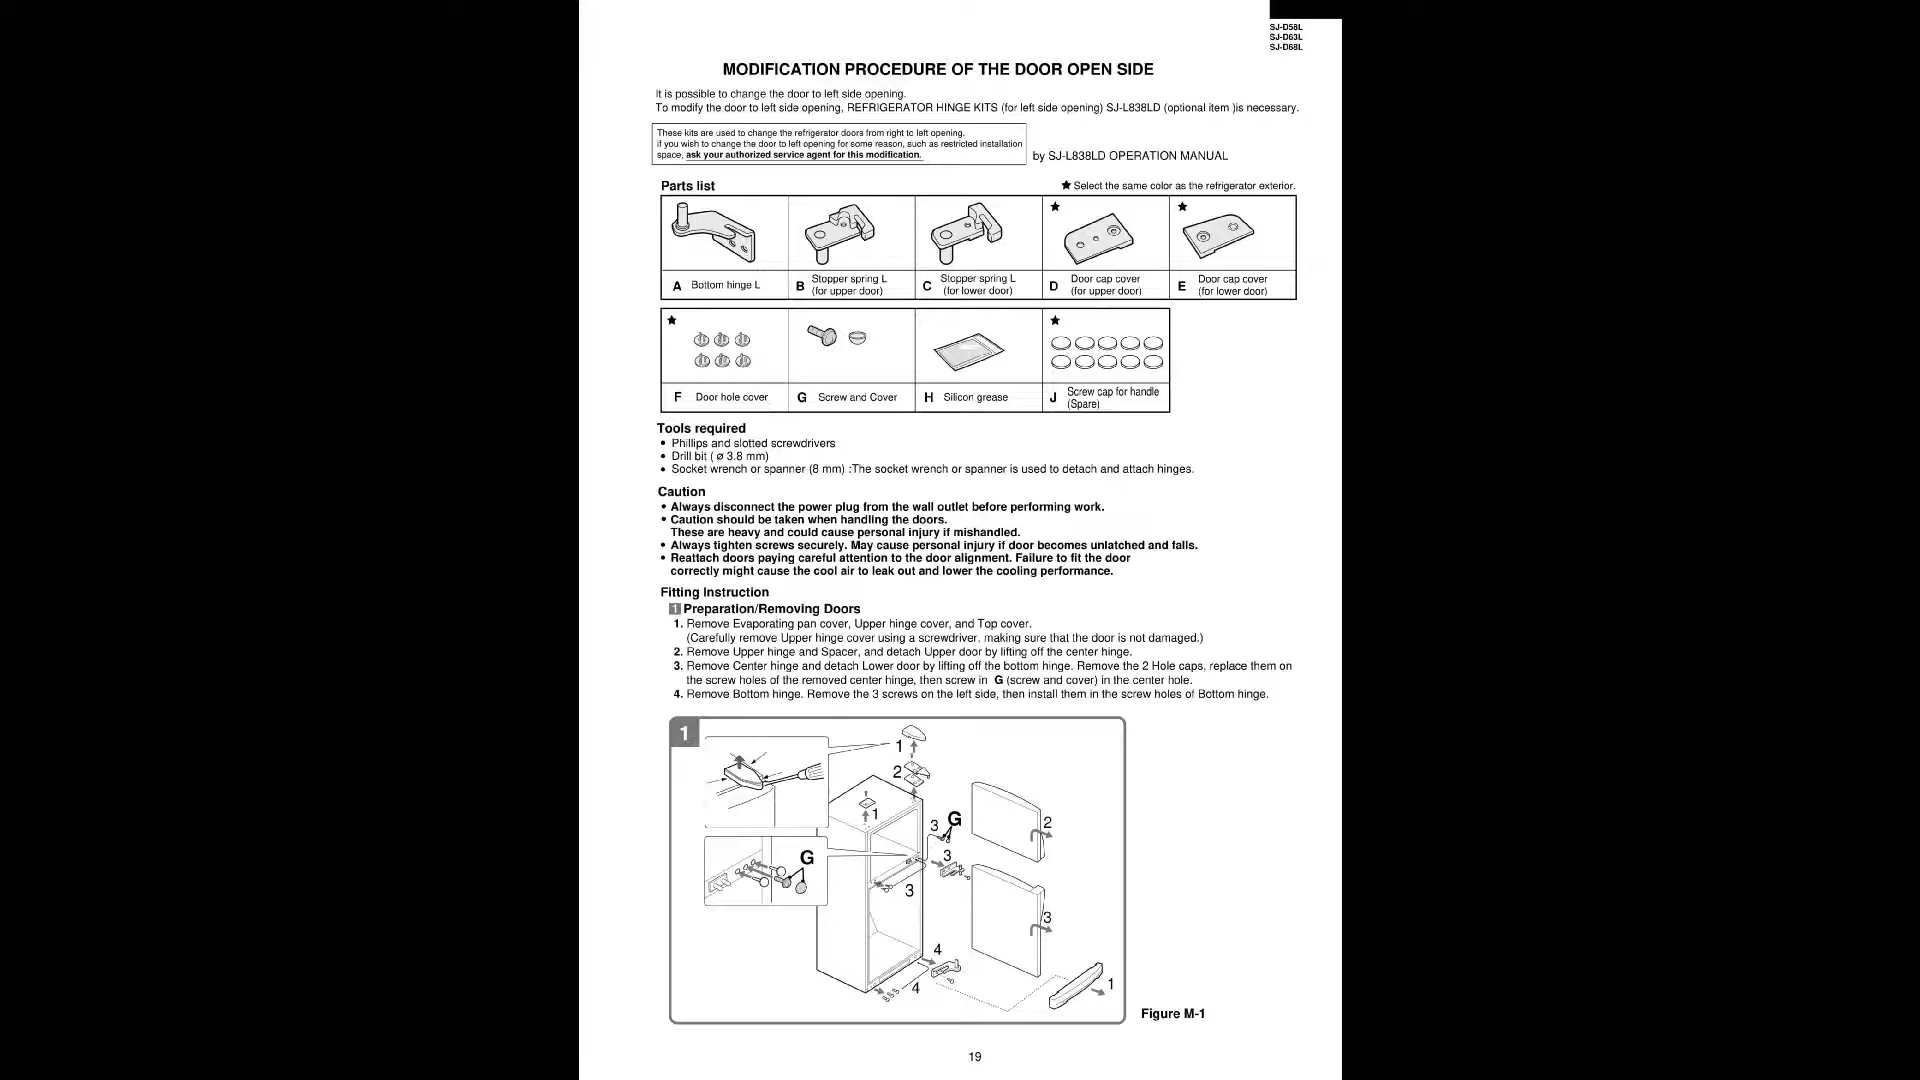 SJ-D58L
SJ-D63L
SJ-D68L
MODIFICATION PROCEDURE OF THE DOOR OPEN SIDE
It is possible to change the door to left side opening.
To modify the door to left side opening, REFRIGERATOR HINGE KITS (for left side opening) SJ-L838LD (optional item )is necessary.
These kits are used to change the refrigerator doors from right to left opening.
if you wish to change the door to left opening for some reason, such as restricted installation
space, ask your authorized service agent for this modification.
by SJ-L838LD OPERATION MANUAL
Parts list
★ Select the same color as the refrigerator exterior.
★ ★
A Bottom hinge L
B Stopper spring L
(for upper door)
C Stopper spring L
(for lower door)
D Door cap cover
(for upper door)
E Door cap cover
(for lower door)
★ ★
F Door hole cover
G Screw and Cover
H Silicon grease
J Screw cap for handle
(Spare)
Tools required
• Phillips and slotted screwdrivers
• Drill bit ( ø 3.8 mm)
• Socket wrench or spanner (8 mm) :The socket wrench or spanner is used to detach and attach hinges.
Caution
• Always disconnect the power plug from the wall outlet before performing work.
• Caution should be taken when handling the doors.
These are heavy and could cause personal injury if mishandled.
• Always tighten screws securely. May cause personal injury if door becomes unlatched and falls.
• Reattach doors paying careful attention to the door alignment. Failure to fit the door
correctly might cause the cool air to leak out and lower the cooling performance.
Fitting Instruction
1 Preparation/Removing Doors
1. Remove Evaporating pan cover, Upper hinge cover, and Top cover.
(Carefully remove Upper hinge cover using a screwdriver, making sure that the door is not damaged.)
2. Remove Upper hinge and Spacer, and detach Upper door by lifting off the center hinge.
3. Remove Center hinge and detach Lower door by lifting off the bottom hinge. Remove the 2 Hole caps, replace them on
the screw holes of the removed center hinge, then screw in G (screw and cover) in the center hole.
4. Remove Bottom hinge. Remove the 3 screws on the left side, then install them in the screw holes of Bottom hinge.
1
1
2
1
3 G
2
3
G
3
3
4
4
1
Figure M-1
19